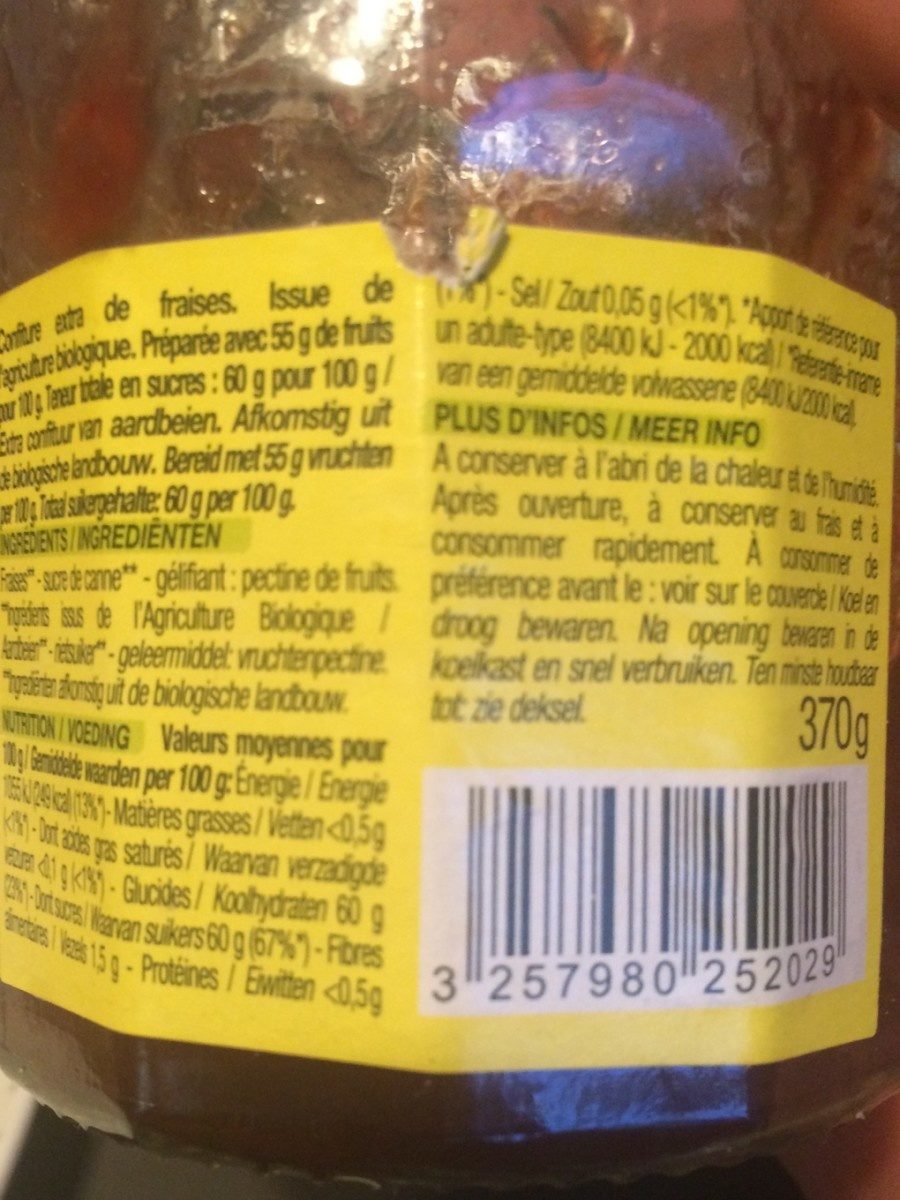 Confiture extra de fraises. Issue de
l'agriculture biologique. Préparée avec 55 g de fruits
pour 100 g. Teneur totale en sucres : 60 g pour 100 g /
Extra confituur van aardbeien. Afkomstig uit
de biologische landbouw. Bereid met 55 g vruchten
per 100 g. Totaal suikergehalte: 60 g per 100 g.
INGRÉDIENTS / INGREDIËNTEN
Fraises** - sucre de canne** - gélifiant : pectine de fruits.
**Ingrédients issus de l'Agriculture Biologique /
Aardbeien** - rietsuiker** - geleermiddel: vruchtenpectine.
**Ingrediënten afkomstig uit de biologische landbouw.
NUTRITION / VOEDING Valeurs moyennes pour
100 g / Gemiddelde waarden per 100 g: Énergie / Energie
1055 kJ (249 kcal) (13%*) - Matières grasses / Vetten <0,5g
(<1%*) - Dont acides gras saturés / Waarvan verzadigde
vetzuren <0,1 g (<1%*) - Glucides / Koolhydraten 60 g
(23%*) - Dont sucres / Waarvan suikers 60 g (67%*) - Fibres
alimentaires / Vezels 1,5 g - Protéines / Eiwitten <0,5g
(1%*) - Sel / Zout 0,05 g (<1%*). *Apport de référence pour
un adulte-type (8400 kJ - 2000 kcal) / *Referentie-inname
van een gemiddelde volwassene (8400 kJ/2000 kcal).
PLUS D'INFOS / MEER INFO
A conserver à l'abri de la chaleur et de l'humidité.
Après ouverture, à conserver au frais et à
consommer rapidement. À consommer de
préférence avant le : voir sur le couvercle / Koel en
droog bewaren. Na opening bewaren in de
koelkast en snel verbruiken. Ten minste houdbaar
tot: zie deksel.
370g
3 257980 252029